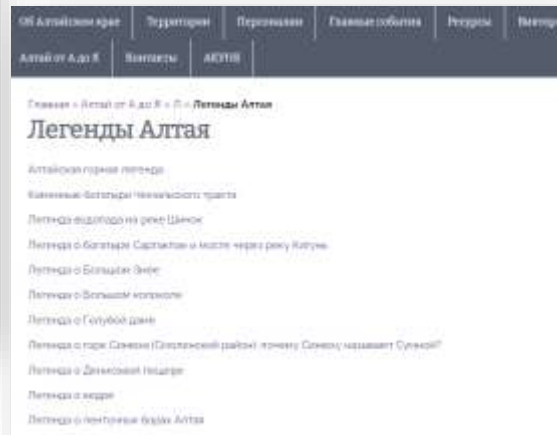 Об Алтайском крае Территории Персоналии Главные события Ресурсы
Алтай от А до Я Контакты
Главная » Алтай от А до Я » Л » Легенды Алтая
Легенды Алтая
Алтайская горная легенда
Каменные богатыри Чемальского тракта
Легенда водопада на реке Шинок
Легенда о богатыре Сартакпае и мосте через реку Катунь
Легенда о Большом Змее
Легенда о Большом колоколе
Легенда о Голубой даме
Легенда о горе Синюхе (Смоленский район): почему Синюху называют Синюхой?
Легенда о Денисовой пещере
Легенда о кедре
Легенда о ленточных борах Алтая